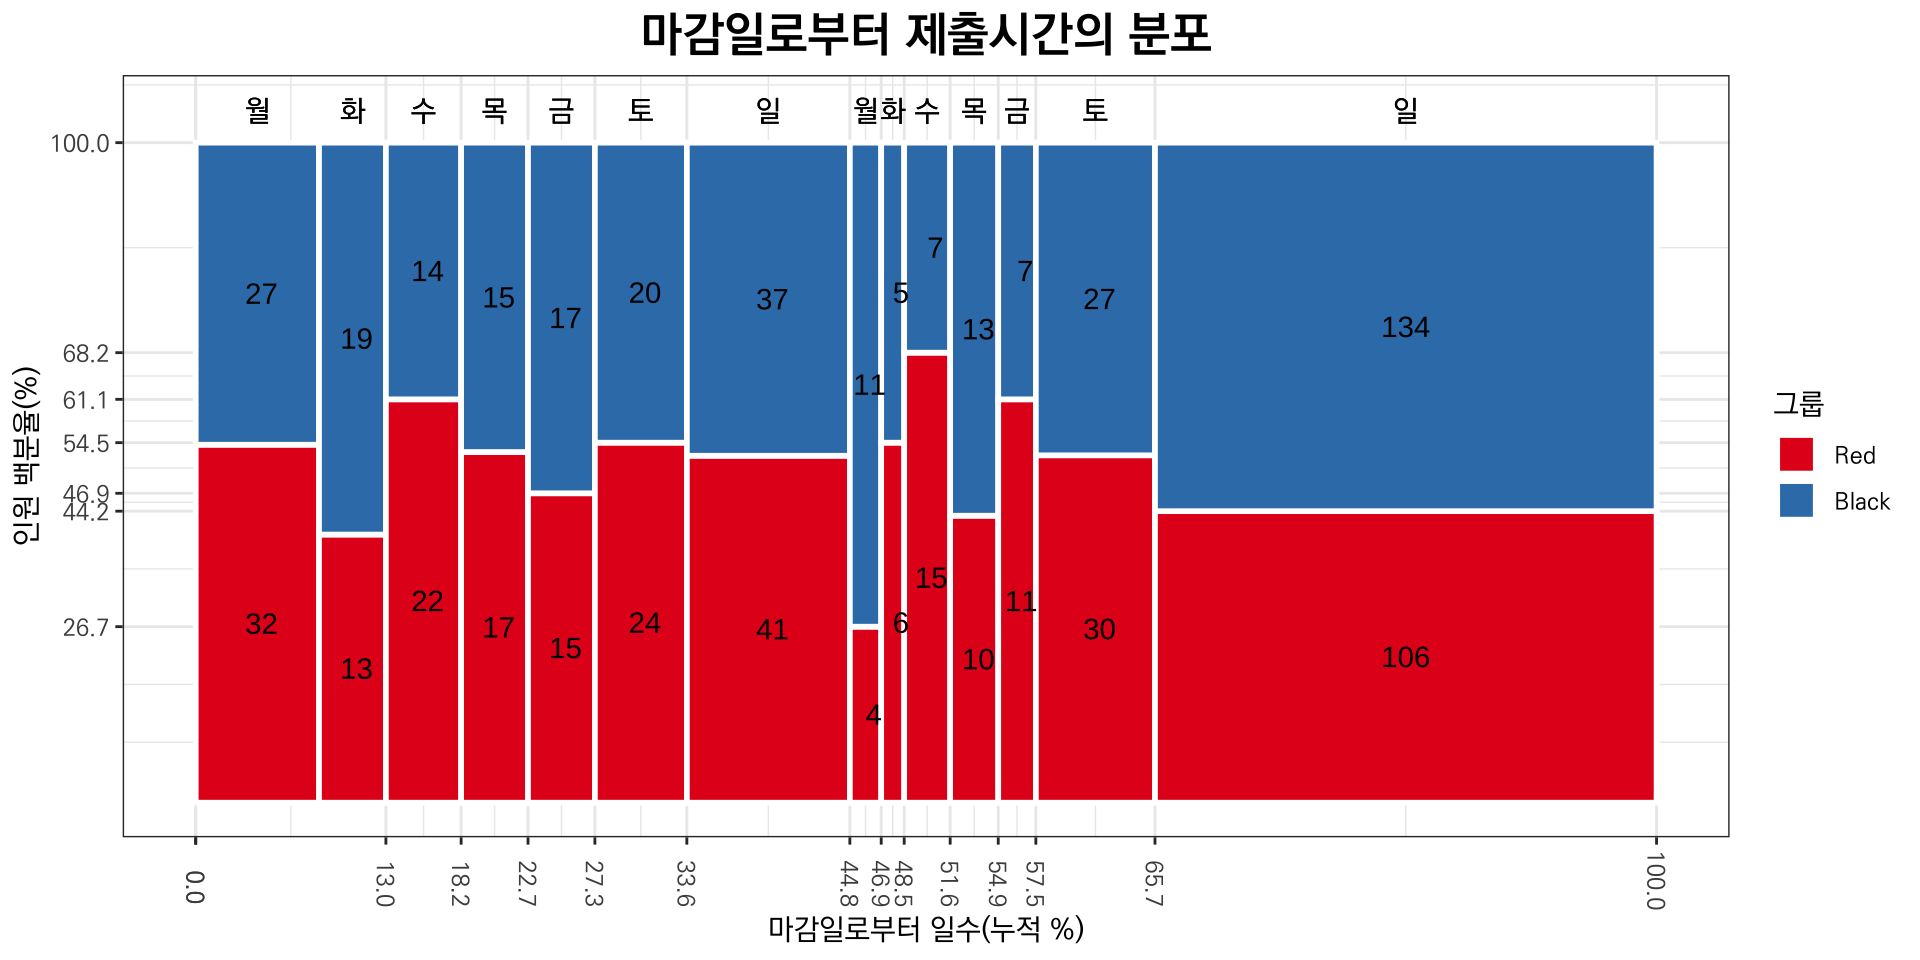 마감일로부터 제출시간의 분포
월 화 수 목 금 토 일 월 화 수 목 금 토 일
인원 백분율(%)
100.0
68.2
61.1
54.5
46.9
44.2
26.7
27 19 14 15 17 20 37 11 5 7 13 7 27 134
32 13 22 17 15 24 41 4 6 15 10 11 30 106
0.0 13.0 18.2 22.7 27.3 33.6 44.8 46.9 48.5 51.6 54.9 57.5 65.7 100.0
마감일로부터 일수(누적 %)
그룹
Red
Black